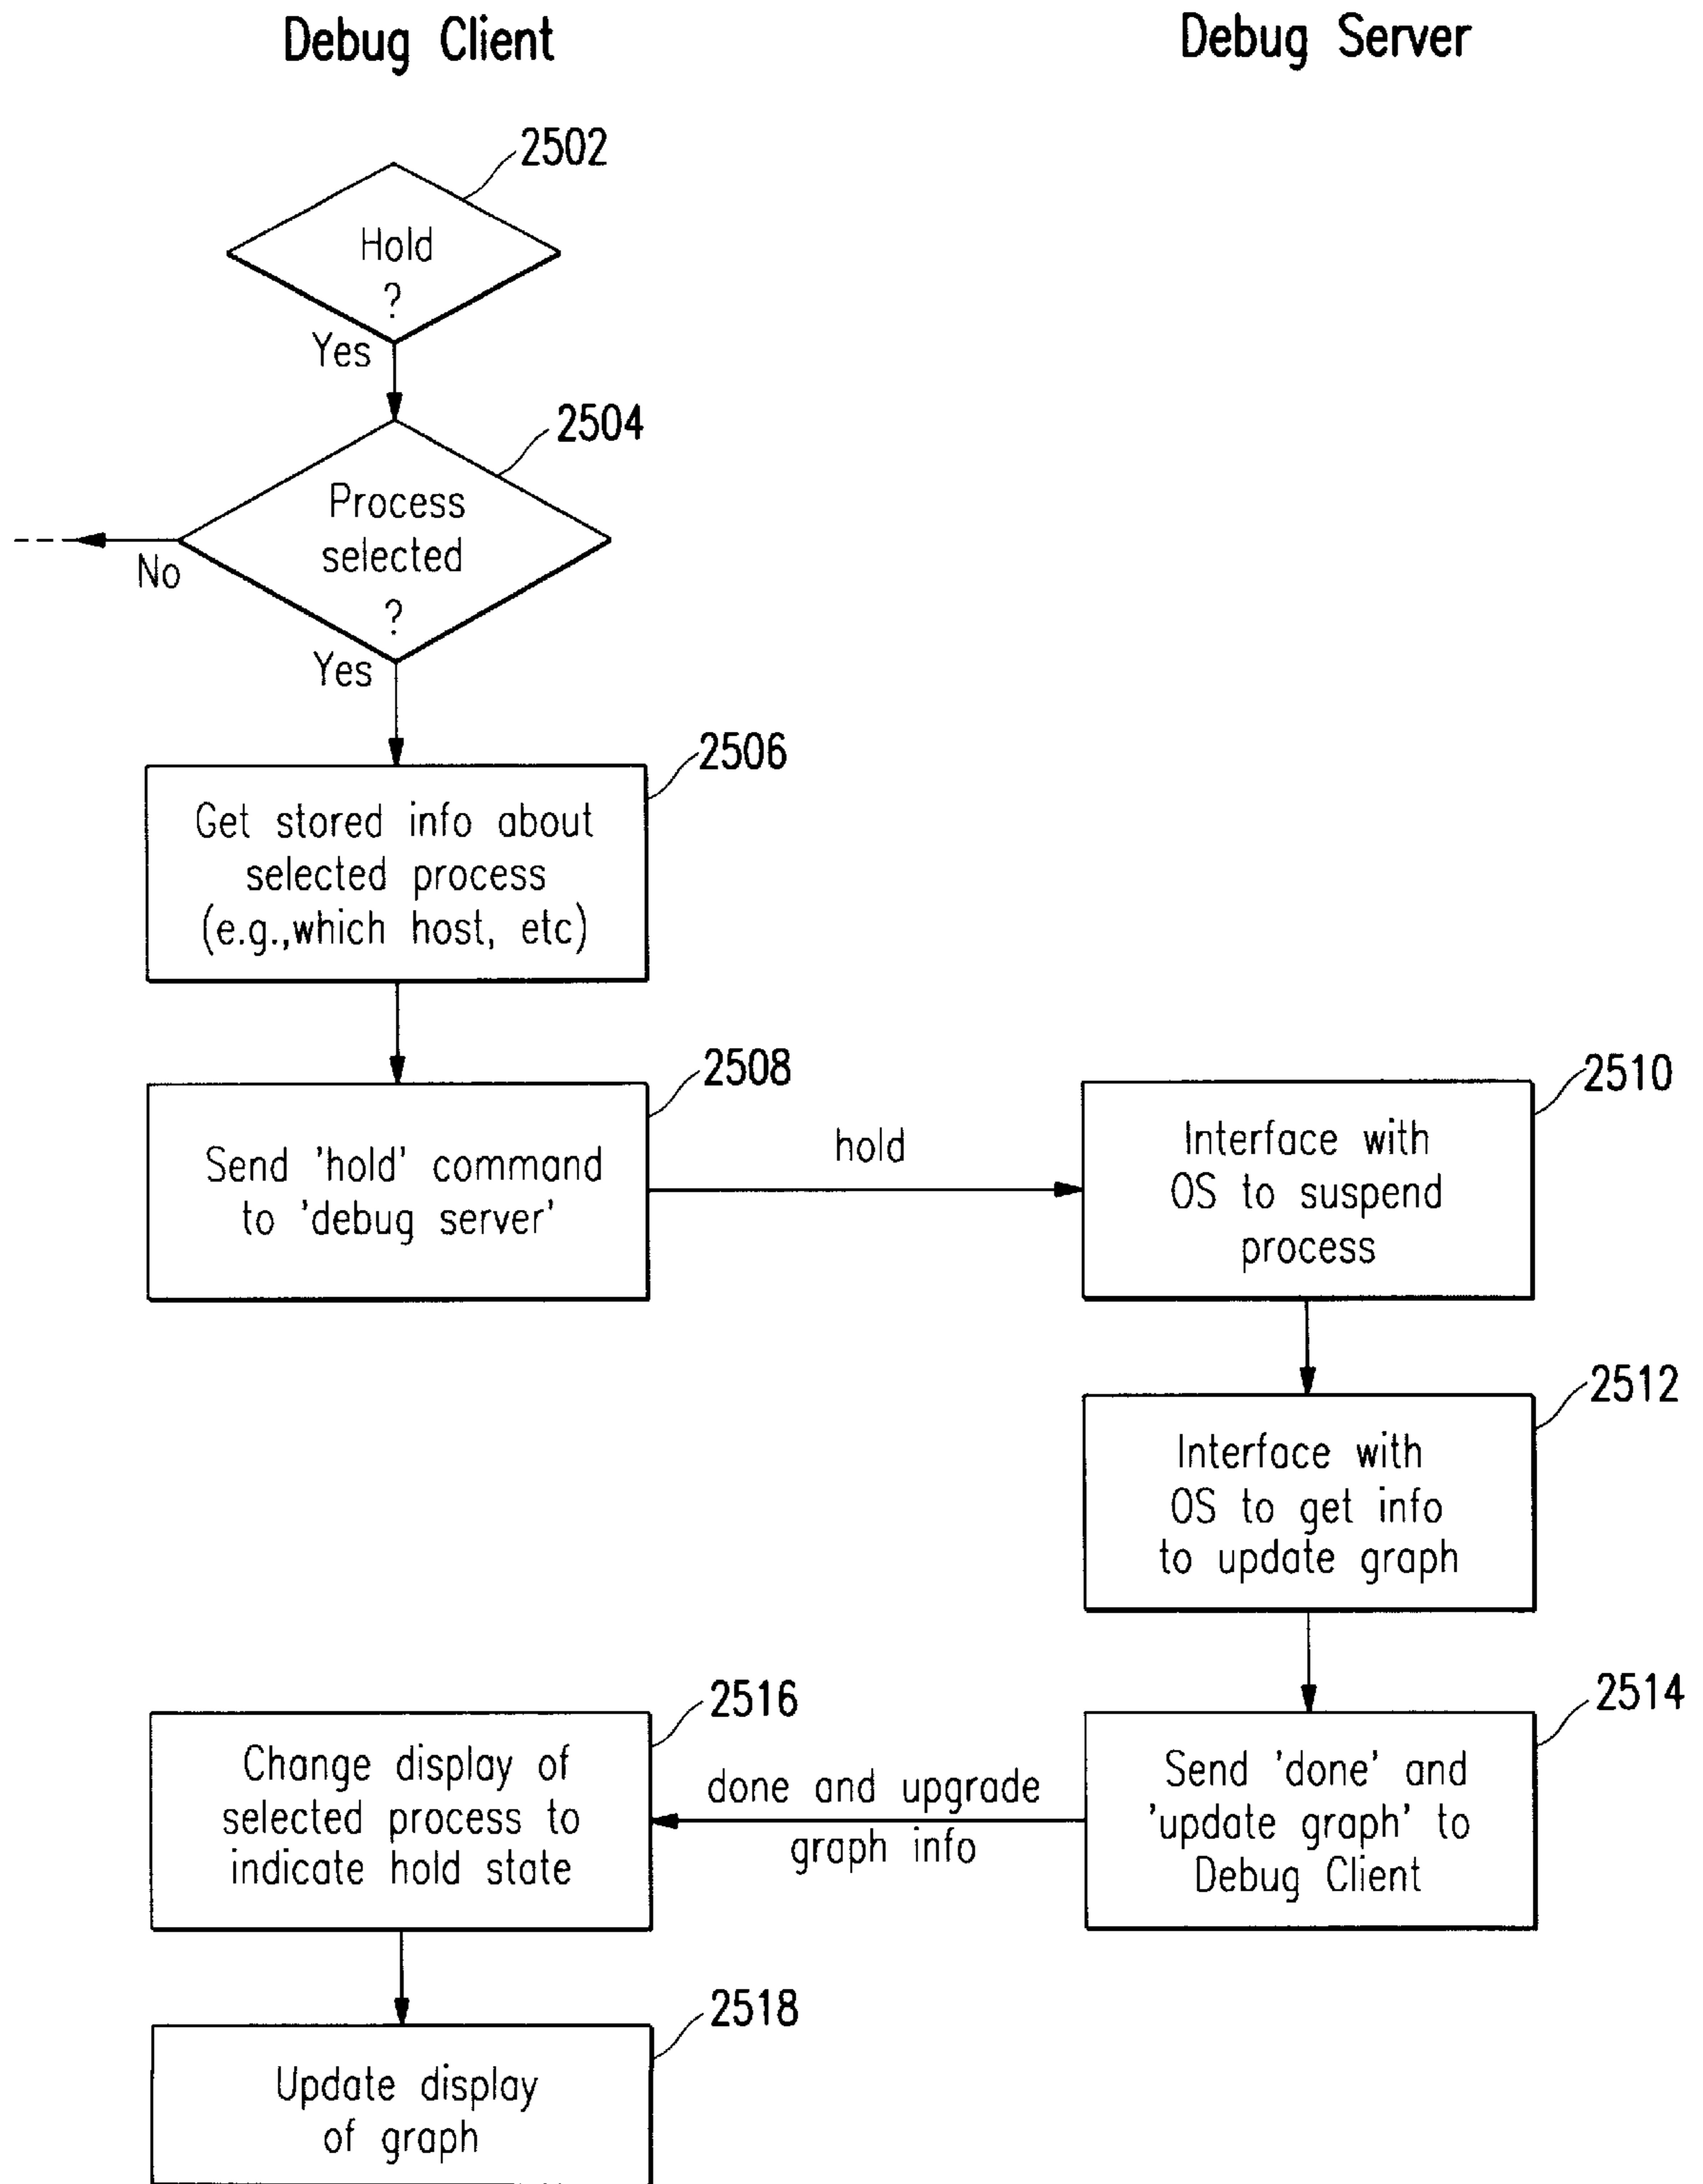 Debug Client
Debug Server
2502
Hold
?
Yes
2504
Process
selected
?
No
Yes
2506
Get stored info about
selected process
(e.g.,which host, etc)
2508
Send 'hold' command
to 'debug server'
hold
2510
Interface with
OS to suspend
process
2512
Interface with
OS to get info
to update graph
2514
Send 'done' and
'update graph' to
Debug Client
done and upgrade
graph info
2516
Change display of
selected process to
indicate hold state
2518
Update display
of graph